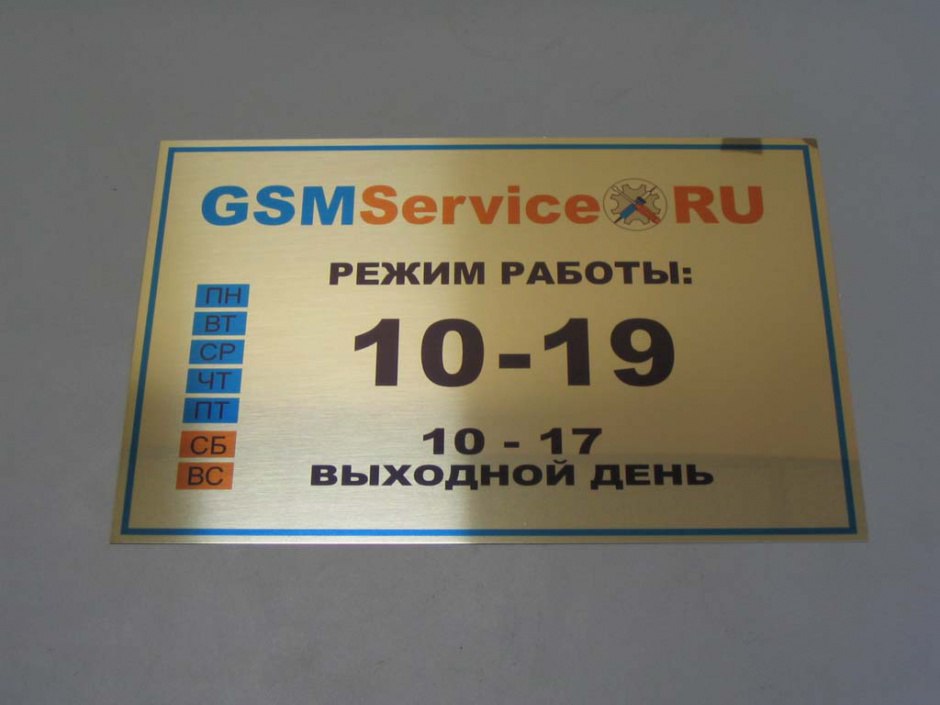 GSMService RU
РЕЖИМ РАБОТЫ:
ПН
ВТ
СР
ЧТ
ПТ
10-19
СБ 10 - 17
ВС ВЫХОДНОЙ ДЕНЬ